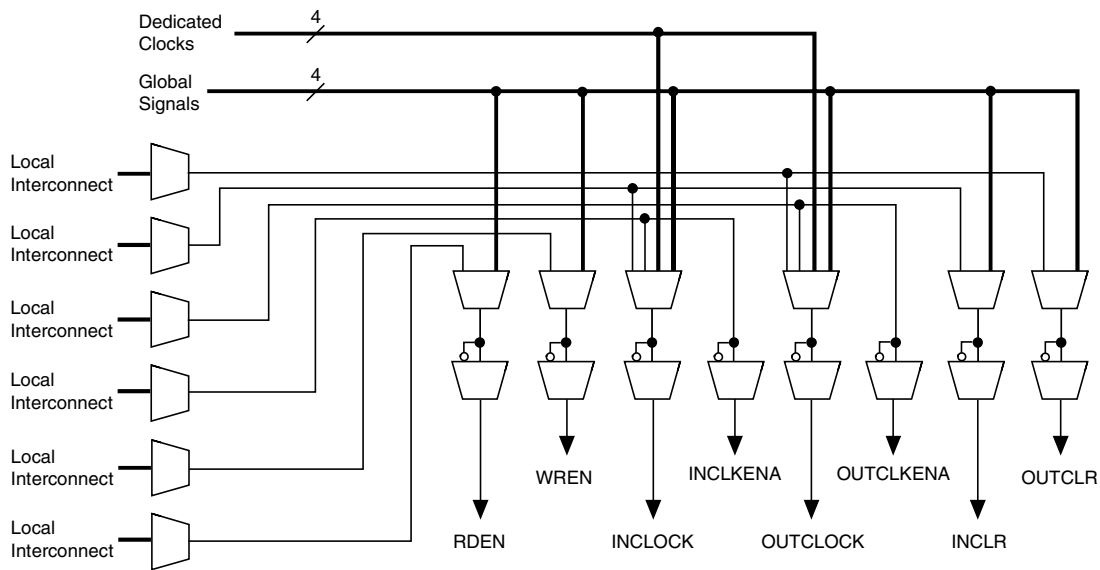 Dedicated
Clocks
4
Global
Signals
4
Local
Interconnect
Local
Interconnect
Local
Interconnect
Local
Interconnect
Local
Interconnect
Local
Interconnect
WREN
INCLKENA
OUTCLKENA
OUTCLR
RDEN
INCLOCK
OUTCLOCK
INCLR